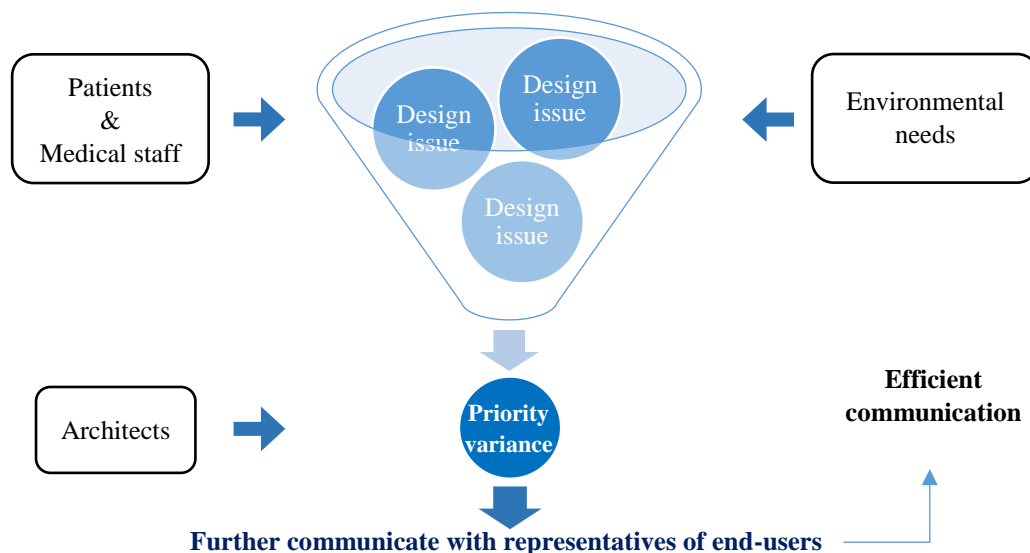 Patients
&
Medical staff
Design
issue
Design
issue
Design
issue
Environmental
needs
Architects
Priority
variance
Efficient
communication
Further communicate with representatives of end-users